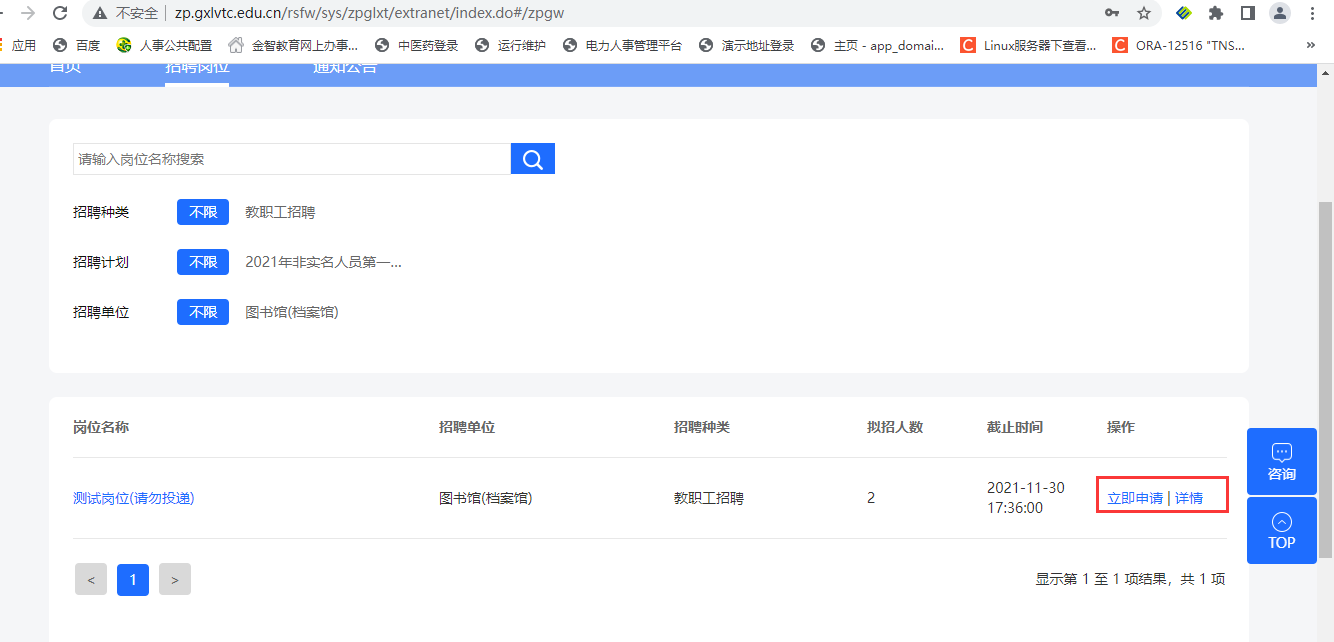 不安全 zp.gxlvtc.edu.cn/rsfw/sys/zpglxt/extranet/index.do#/zpgw
应用 百度 人事公共配置 金智教育网上办事... 中医药登录 运行维护 电力人事管理平台 演示地址登录 主页 - app_domai... Linux服务器下查看... ORA-12516 "TNS... »
首页 招聘岗位 通知公告
请输入岗位名称搜索
招聘种类 不限 教职工招聘
招聘计划 不限 2021年非实名人员第一...
招聘单位 不限 图书馆(档案馆)
岗位名称 招聘单位 招聘种类 拟招人数 截止时间 操作
测试岗位(请勿投递) 图书馆(档案馆) 教职工招聘 2 2021-11-30 立即申请 | 详情
17:36:00
< 1 > 显示第 1 至 1 项结果，共 1 项
咨询
TOP